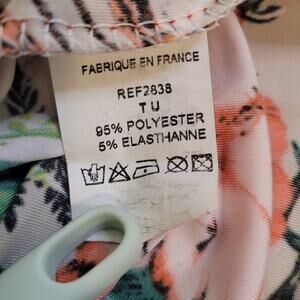 FABRIQUE EN FRANCE
REF2838
T U
95% POLYESTER
5% ELASTHANNE